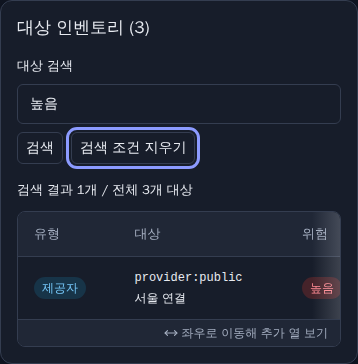 대상 인벤토리 (3)
대상 검색
높음
검색 검색 조건 지우기
검색 결과 1개 / 전체 3개 대상
유형 대상 위험
provider:public
제공자 높음
서울 연결
↔ 좌우로 이동해 추가 열 보기